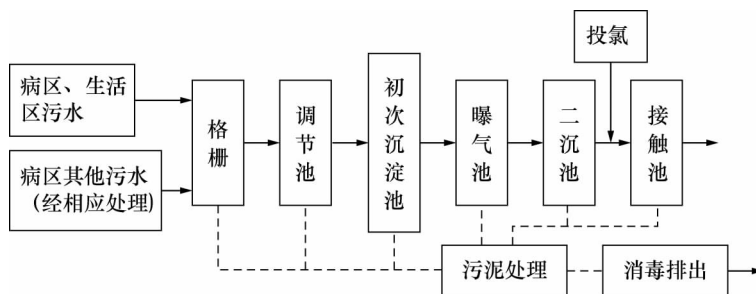 投氯
病区、生活
区污水
病区其他污水
（经相应处理）
格栅
调节池
初次沉淀池
曝气池
二沉池
接触池
污泥处理
消毒排出